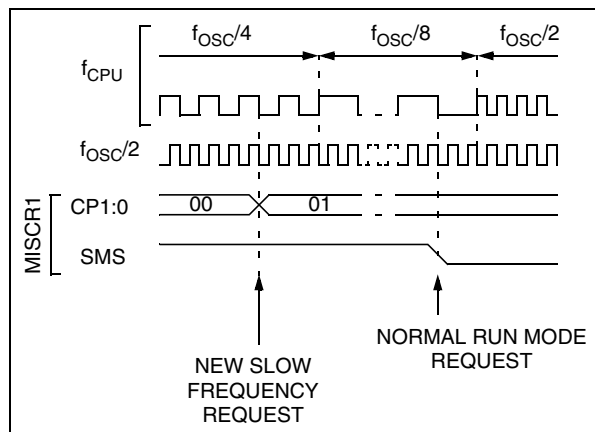 fOSC/4 fOSC/8 fOSC/2
fCPU
fOSC/2
MISCR1
CP1:0 00 01
SMS
NEW SLOW
FREQUENCY
REQUEST
NORMAL RUN MODE
REQUEST